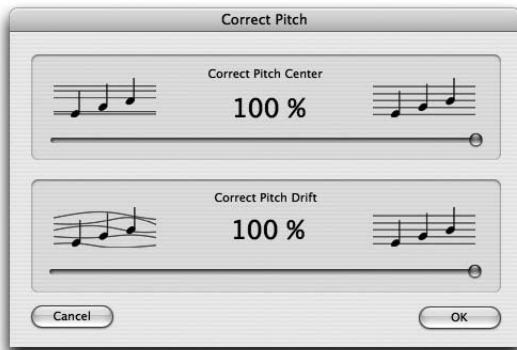 Correct Pitch
Correct Pitch Center
100 %
Correct Pitch Drift
100 %
Cancel
OK